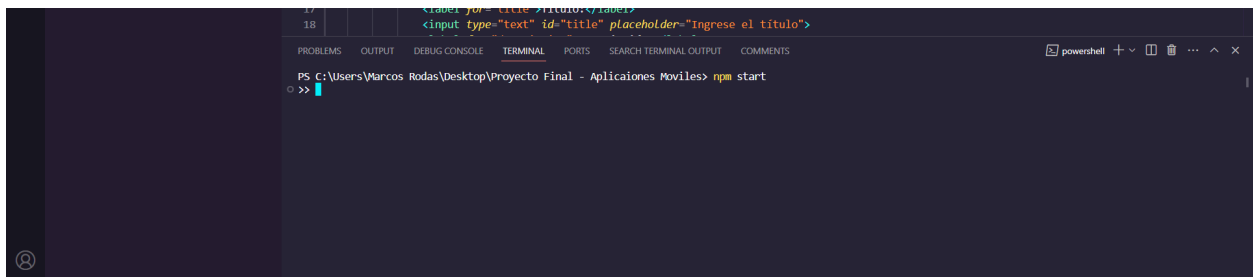 17 <label for="title">Título:</label>
18 <input type="text" id="title" placeholder="Ingrese el título">
PROBLEMS OUTPUT DEBUG CONSOLE TERMINAL PORTS SEARCH TERMINAL OUTPUT COMMENTS powershell
PS C:\Users\Marcos Rodas\Desktop\Proyecto Final - Aplicaiones Moviles> npm start
>>